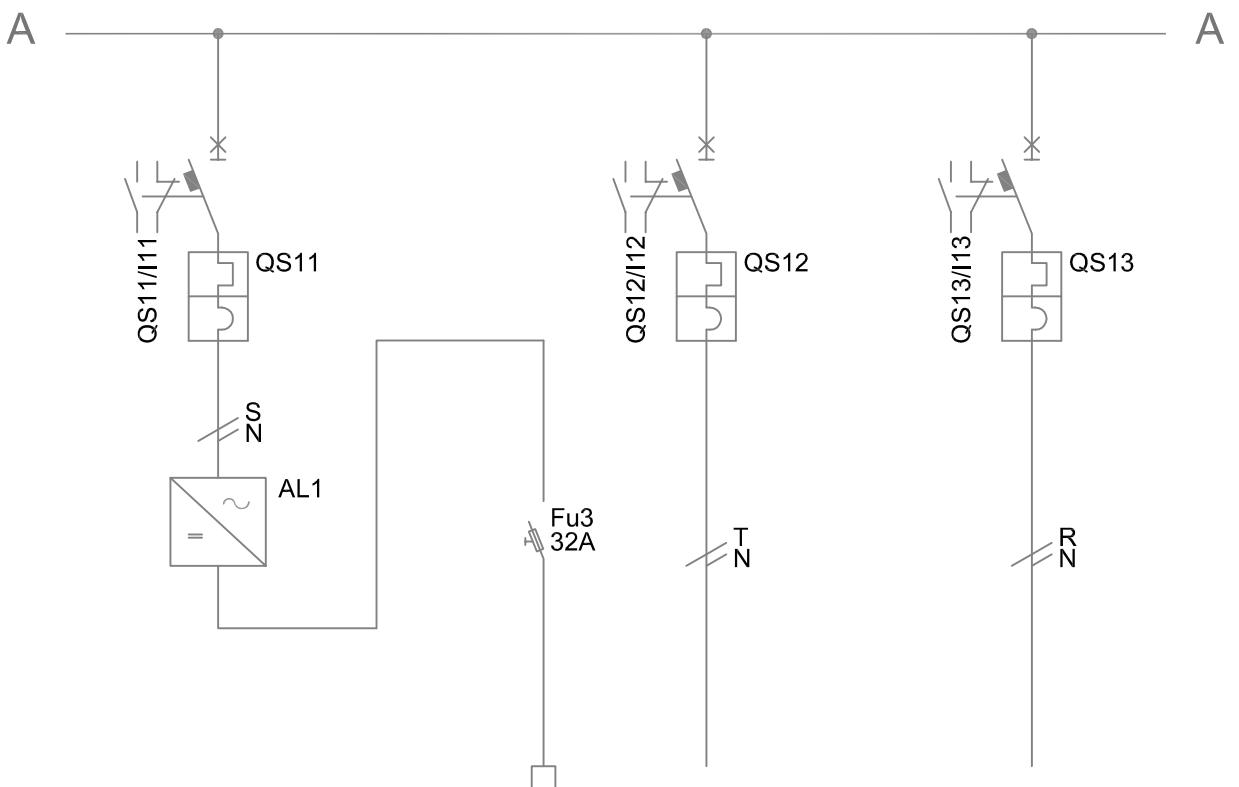 A A
QS11/I11
QS11
QS12/I12
QS12
QS13/I13
QS13
S
N
AL1
Fu3
32A
T
N
R
N